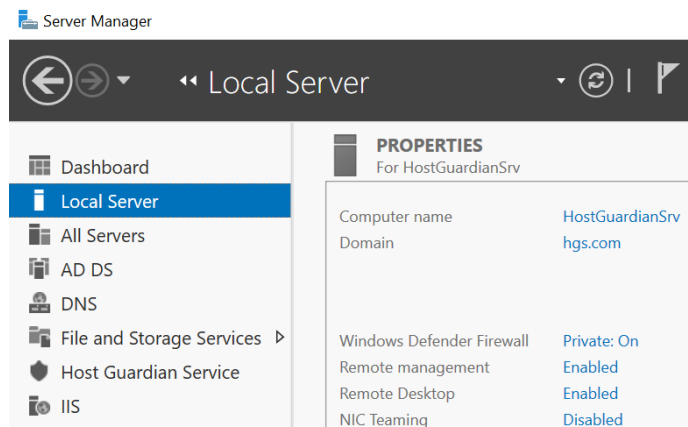 Server Manager
Local Server
Dashboard
Local Server
All Servers
AD DS
DNS
File and Storage Services
Host Guardian Service
IIS
PROPERTIES
For HostGuardianSrv
Computer name HostGuardianSrv
Domain hgs.com
Windows Defender Firewall Private: On
Remote management Enabled
Remote Desktop Enabled
NIC Teaming Disabled